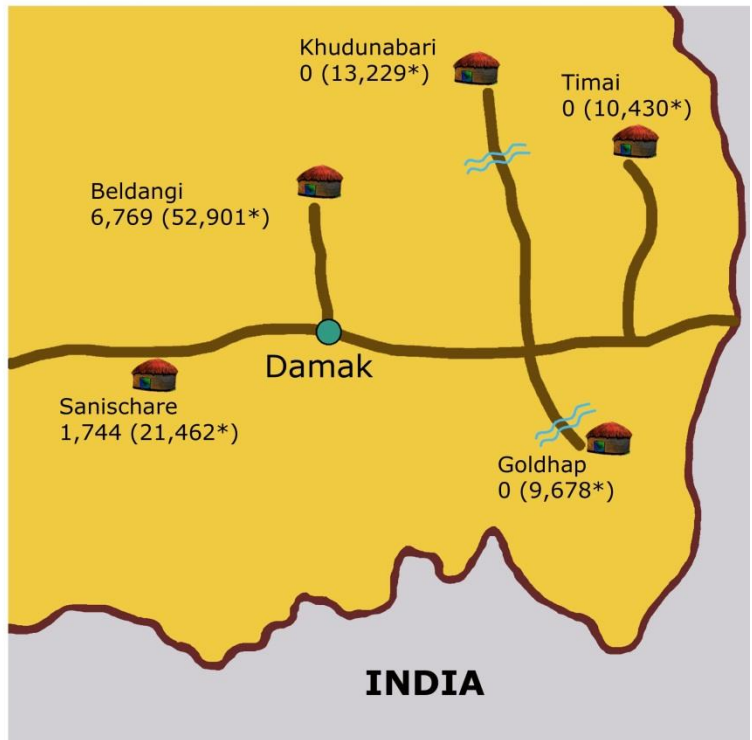 Khudunabari
0 (13,229*)
Timai
0 (10,430*)
Beldangi
6,769 (52,901*)
Damak
Sanischare
1,744 (21,462*)
Goldhap
0 (9,678*)
INDIA